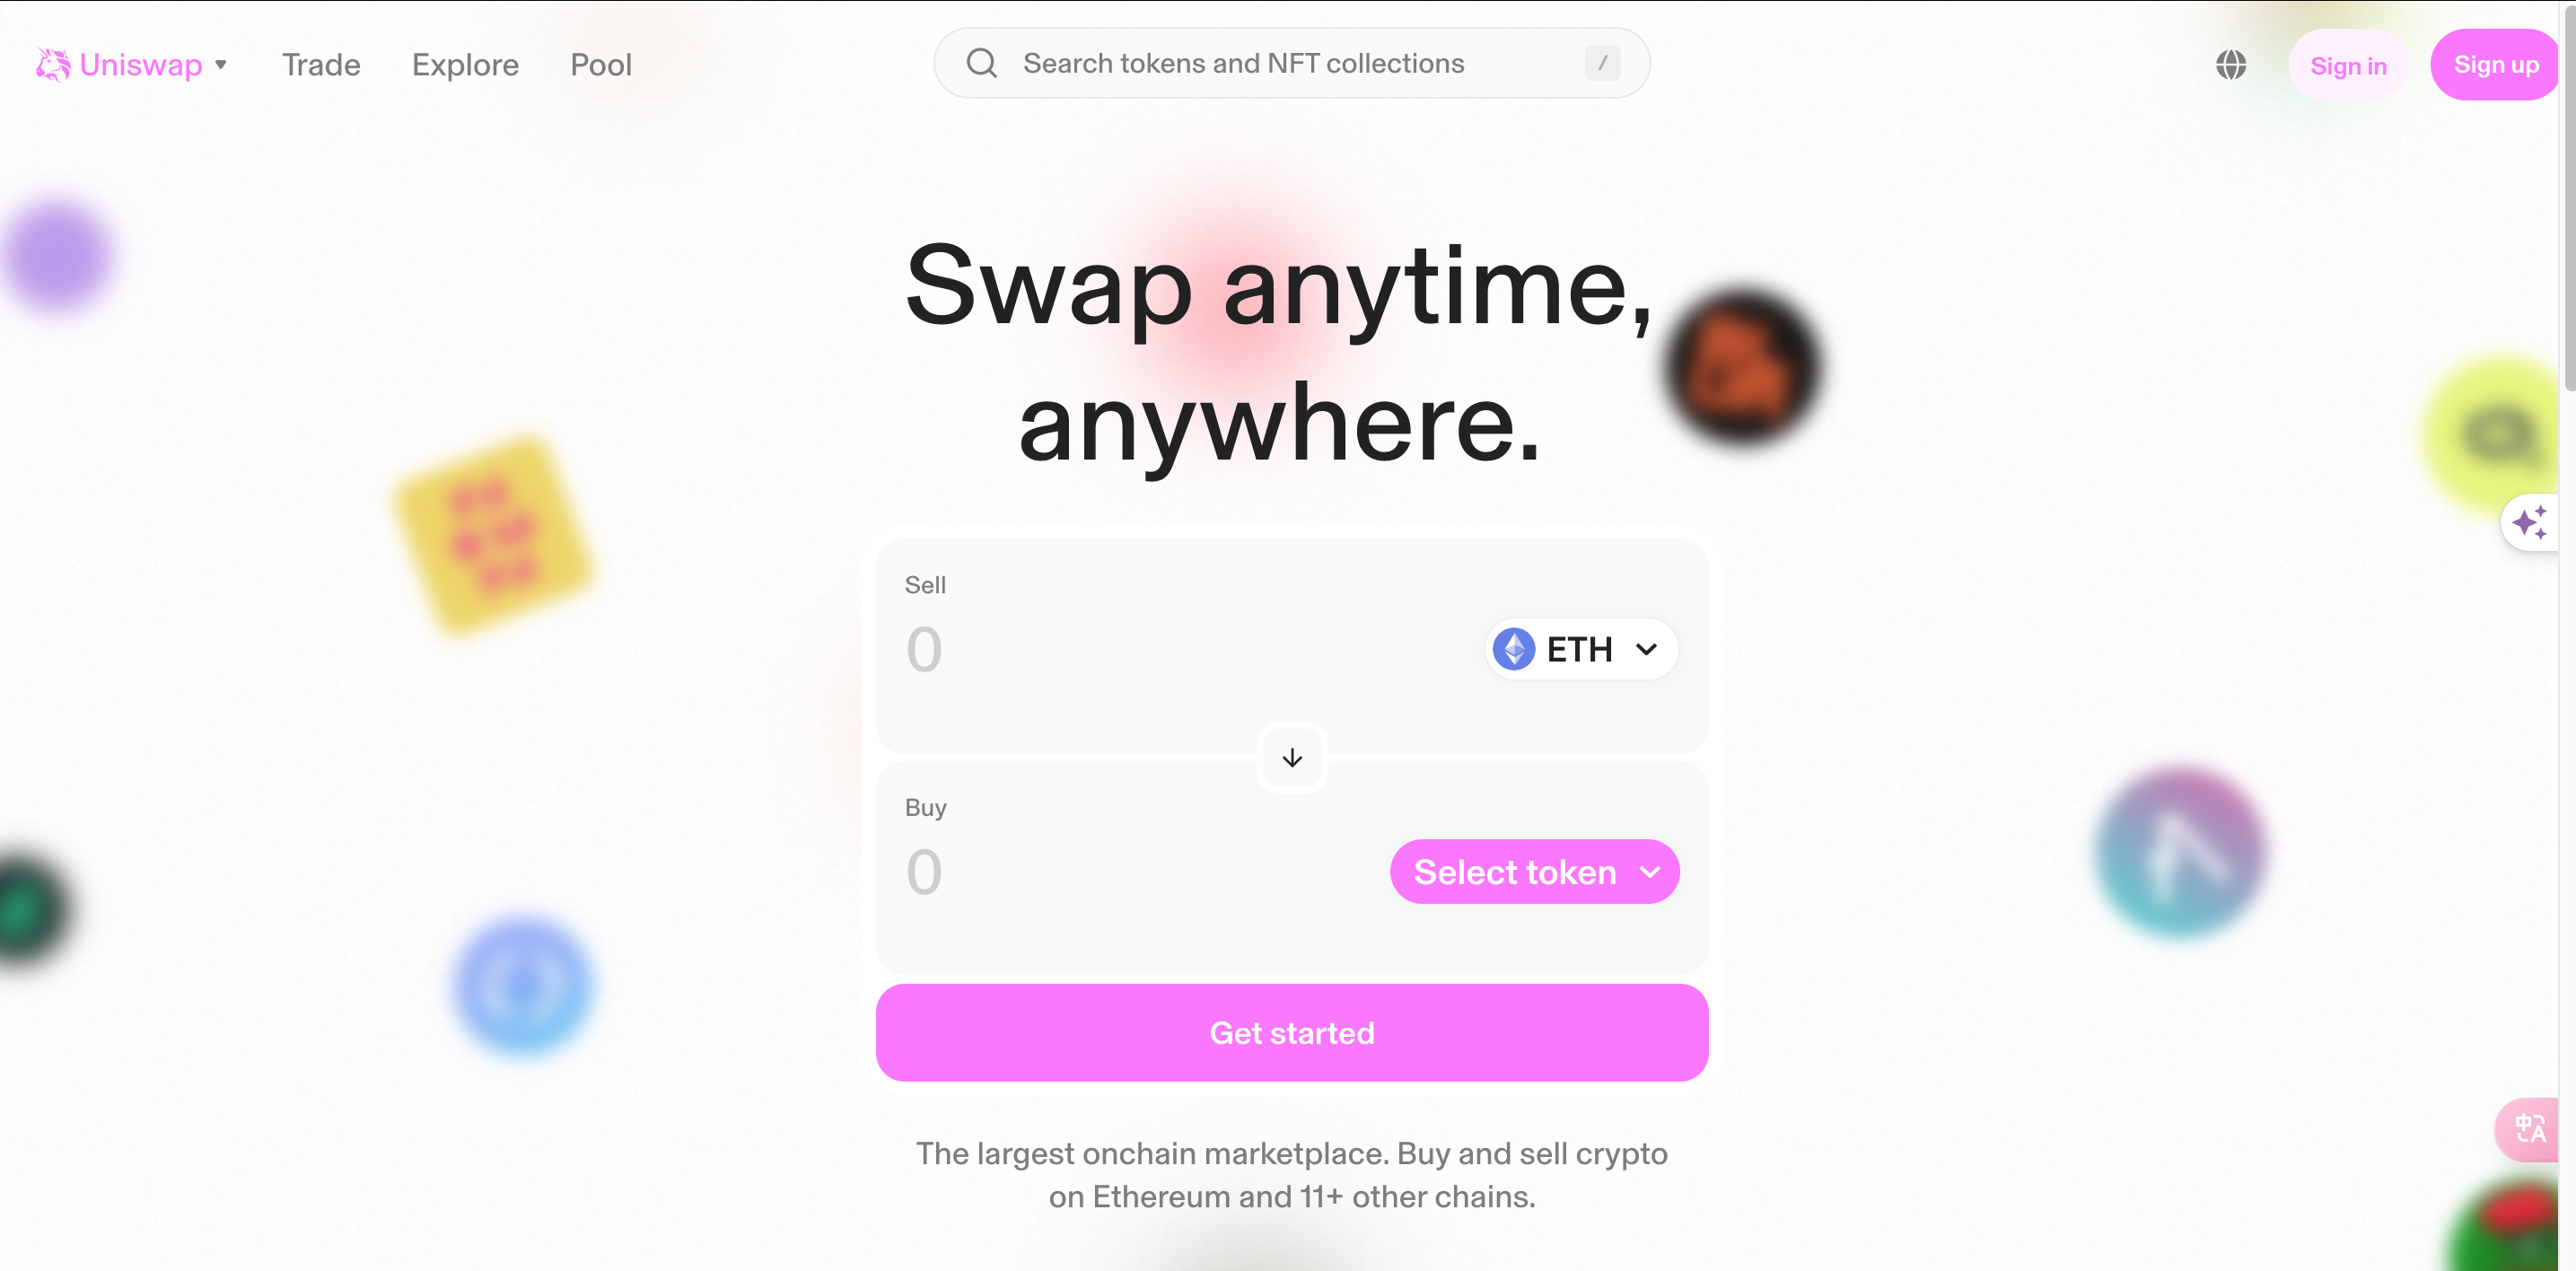 Uniswap
Trade
Explore
Pool
Search tokens and NFT collections
/
Sign in
Sign up
Swap anytime,
anywhere.
Sell
0
ETH
Buy
0
Select token
Get started
The largest onchain marketplace. Buy and sell crypto
on Ethereum and 11+ other chains.
中A